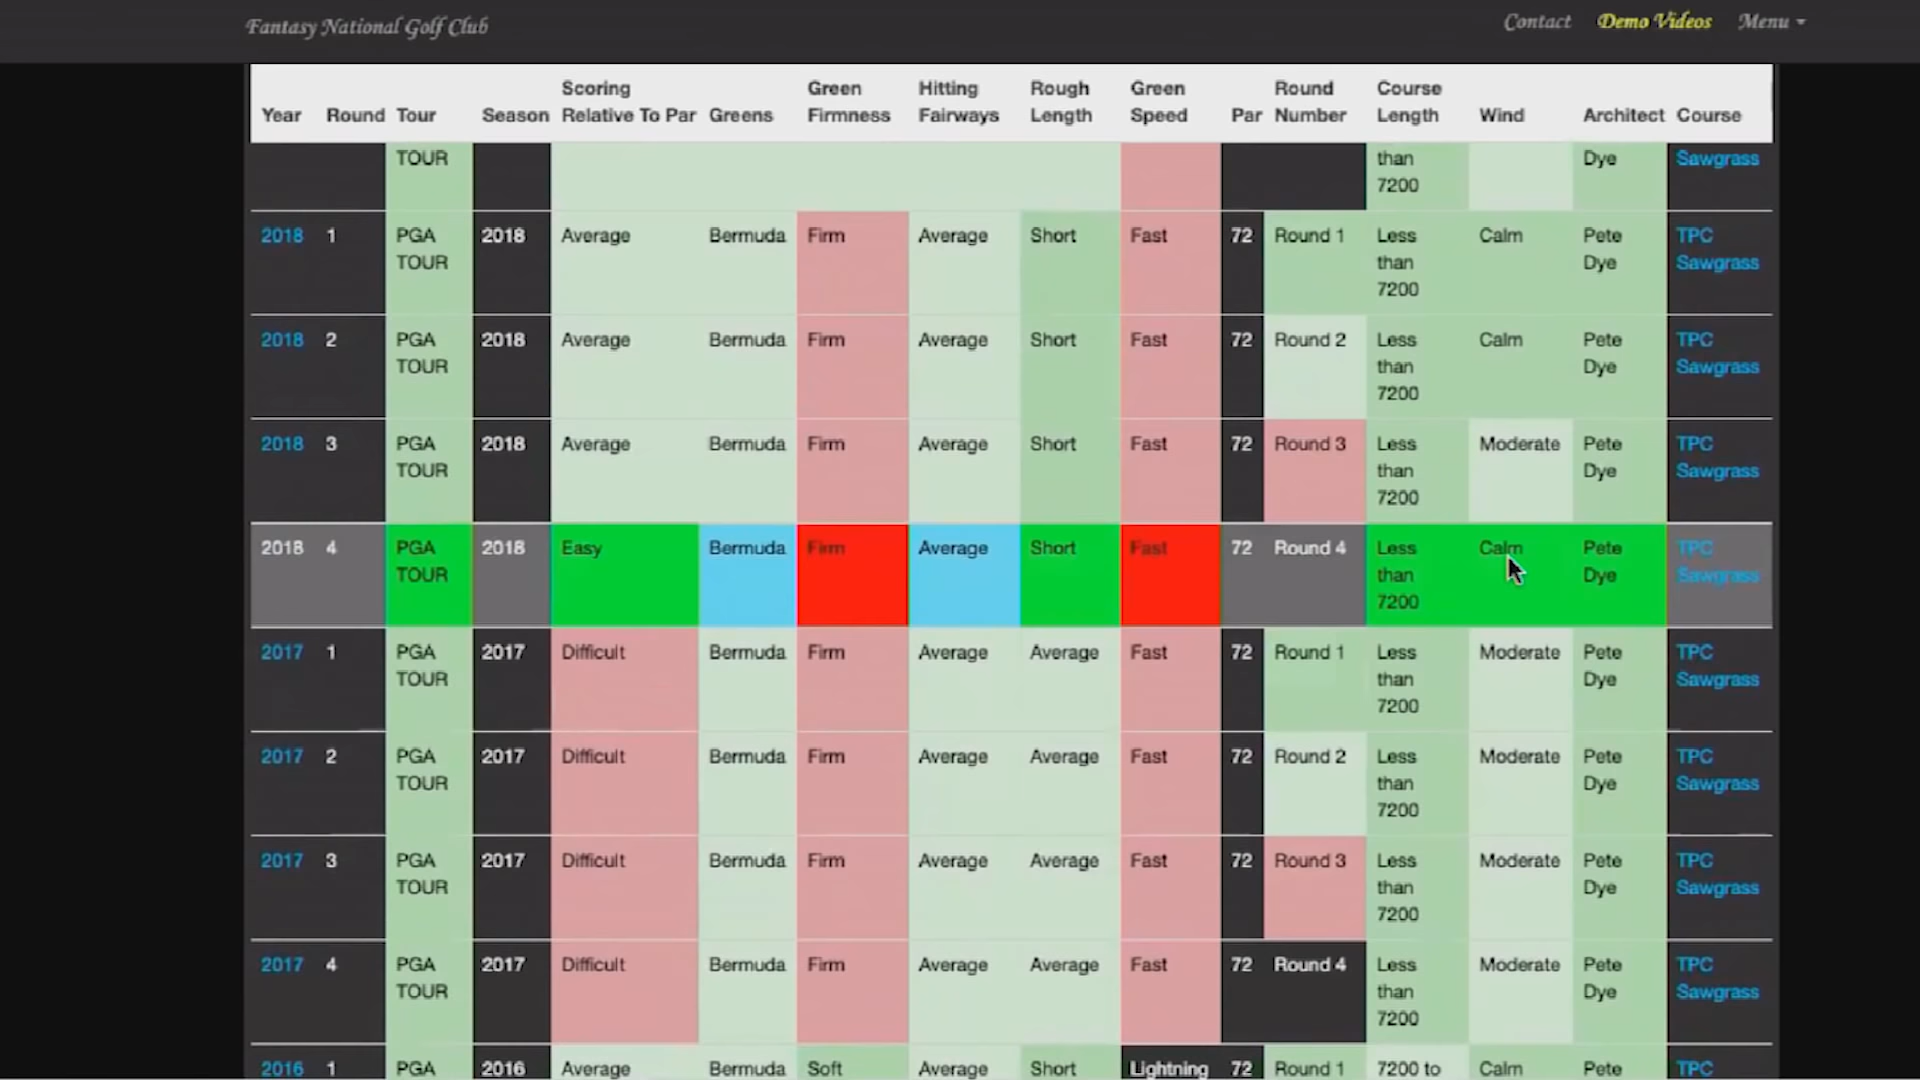 Fantasy National Golf Club Contact Demo Videos Menu
Scoring Green Hitting Rough Green Round Course
Year Round Tour Season Relative To Par Greens Firmness Fairways Length Speed Par Number Length Wind Architect Course
TOUR than Dye Sawgrass
7200
2018 1 PGA 2018 Average Bermuda Firm Average Short Fast 72 Round 1 Less Calm Pete TPC
TOUR than Dye Sawgrass
7200
2018 2 PGA 2018 Average Bermuda Firm Average Short Fast 72 Round 2 Less Calm Pete TPC
TOUR than Dye Sawgrass
7200
2018 3 PGA 2018 Average Bermuda Firm Average Short Fast 72 Round 3 Less Moderate Pete TPC
TOUR than Dye Sawgrass
7200
2018 4 PGA 2018 Easy Bermuda Firm Average Short Fast 72 Round 4 Less Calm Pete TPC
TOUR than Dye Sawgrass
7200
2017 1 PGA 2017 Difficult Bermuda Firm Average Average Fast 72 Round 1 Less Moderate Pete TPC
TOUR than Dye Sawgrass
7200
2017 2 PGA 2017 Difficult Bermuda Firm Average Average Fast 72 Round 2 Less Moderate Pete TPC
TOUR than Dye Sawgrass
7200
2017 3 PGA 2017 Difficult Bermuda Firm Average Average Fast 72 Round 3 Less Moderate Pete TPC
TOUR than Dye Sawgrass
7200
2017 4 PGA 2017 Difficult Bermuda Firm Average Average Fast 72 Round 4 Less Moderate Pete TPC
TOUR than Dye Sawgrass
7200
2016 1 PGA 2016 Average Bermuda Soft Average Short Lightning 72 Round 1 7200 to Calm Pete TPC